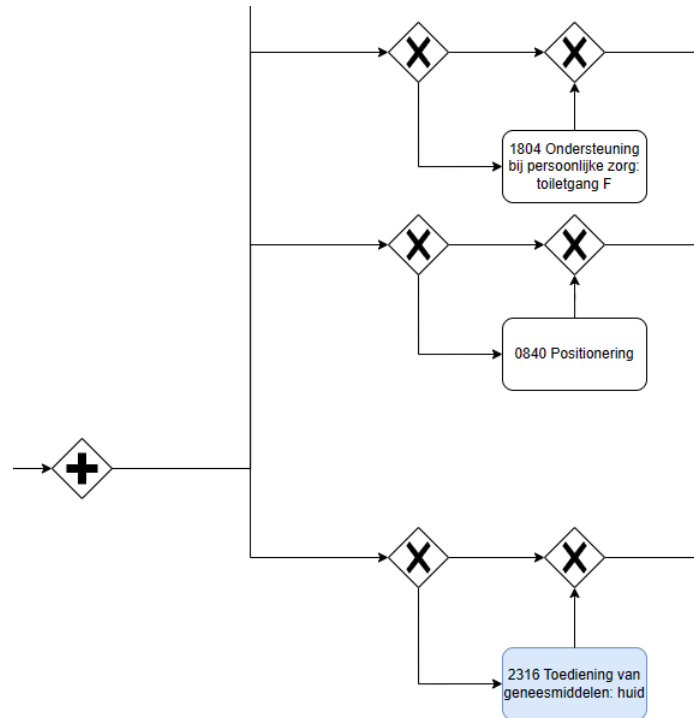 1804 Ondersteuning
bij persoonlijke zorg:
toiletgang F
0840 Positionering
2316 Toediening van
geneesmiddelen: huid